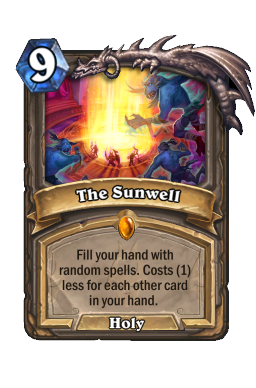 9
The Sunwell
Fill your hand with
random spells. Costs (1)
less for each other card
in your hand.
Holy